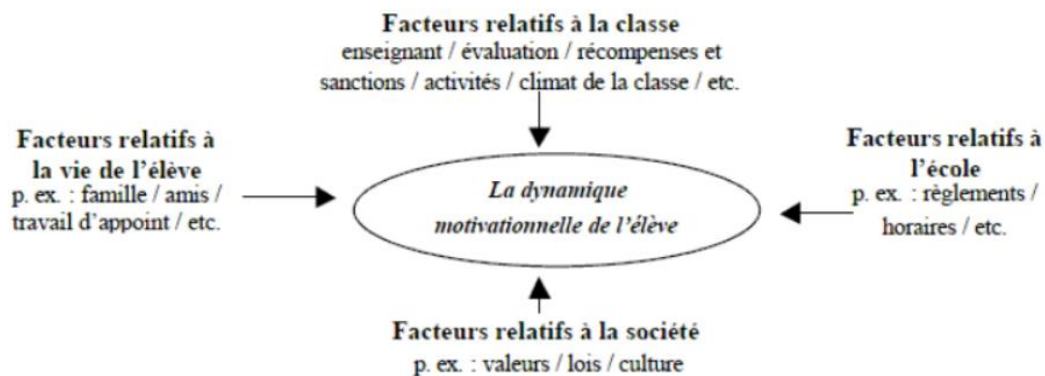 Facteurs relatifs à la classe
enseignant / évaluation / récompenses et
sanctions / activités / climat de la classe / etc.
Facteurs relatifs à
la vie de l'élève
p. ex. : famille / amis /
travail d'appoint / etc.
La dynamique
motivationnelle de l'élève
Facteurs relatifs à
l'école
p. ex. : règlements /
horaires / etc.
Facteurs relatifs à la société
p. ex. : valeurs / lois / culture